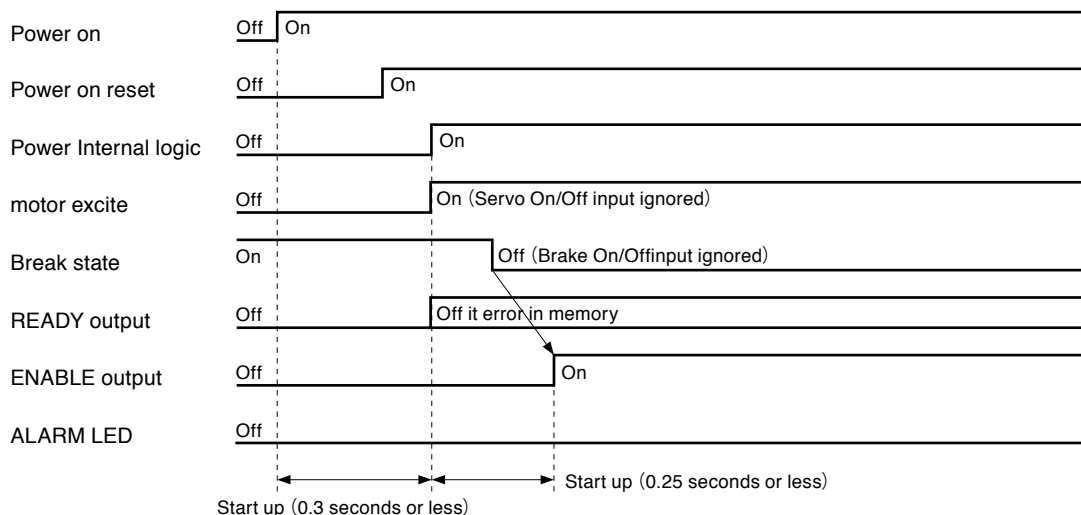 Power on Off On
Power on reset Off On
Power Internal logic Off On
motor excite Off On (Servo On/Off input ignored)
Break state On Off (Brake On/Offinput ignored)
READY output Off Off it error in memory
ENABLE output Off On
ALARM LED Off
Start up (0.25 seconds or less)
Start up (0.3 seconds or less)